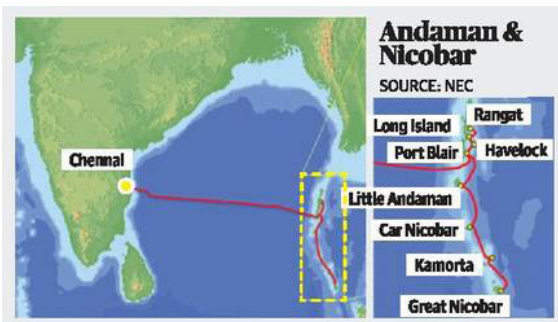 Andaman &
Nicobar
SOURCE: NEC
Chennai
Rangat
Long Island
Port Blair
Havelock
Little Andaman
Car Nicobar
Kamorta
Great Nicobar